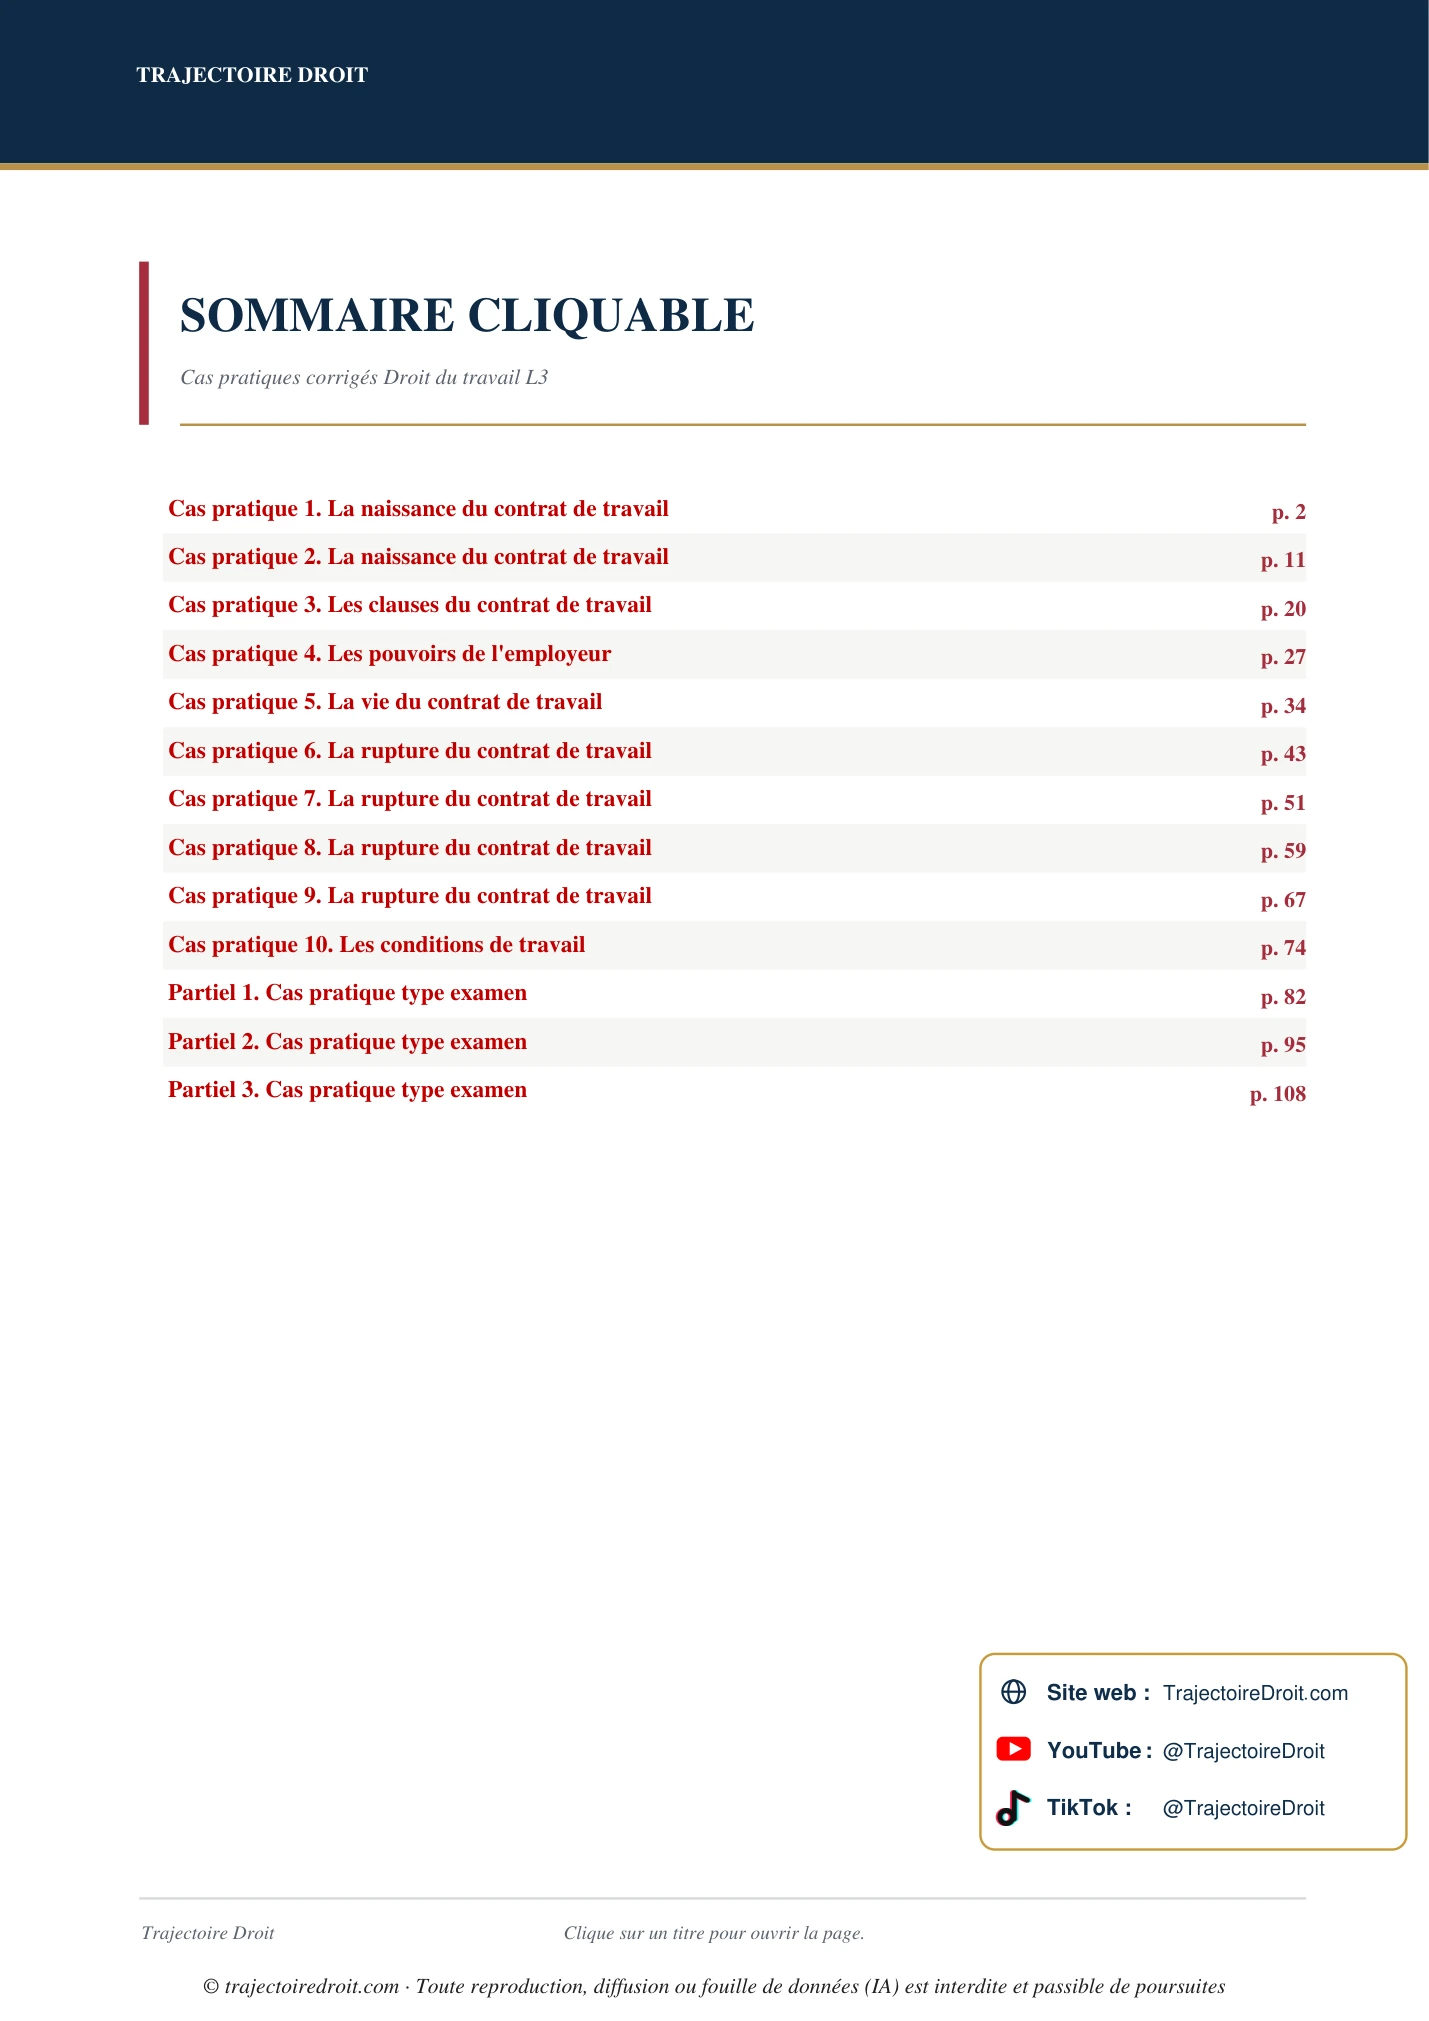 TRAJECTOIRE DROIT
SOMMAIRE CLIQUABLE
Cas pratiques corrigés Droit du travail L3
Cas pratique 1. La naissance du contrat de travail p. 2
Cas pratique 2. La naissance du contrat de travail p. 11
Cas pratique 3. Les clauses du contrat de travail p. 20
Cas pratique 4. Les pouvoirs de l'employeur p. 27
Cas pratique 5. La vie du contrat de travail p. 34
Cas pratique 6. La rupture du contrat de travail p. 43
Cas pratique 7. La rupture du contrat de travail p. 51
Cas pratique 8. La rupture du contrat de travail p. 59
Cas pratique 9. La rupture du contrat de travail p. 67
Cas pratique 10. Les conditions de travail p. 74
Partiel 1. Cas pratique type examen p. 82
Partiel 2. Cas pratique type examen p. 95
Partiel 3. Cas pratique type examen p. 108
Site web : TrajectoireDroit.com
YouTube : @TrajectoireDroit
TikTok : @TrajectoireDroit
Trajectoire Droit Clique sur un titre pour ouvrir la page.
© trajectoiredroit.com · Toute reproduction, diffusion ou fouille de données (IA) est interdite et passible de poursuites